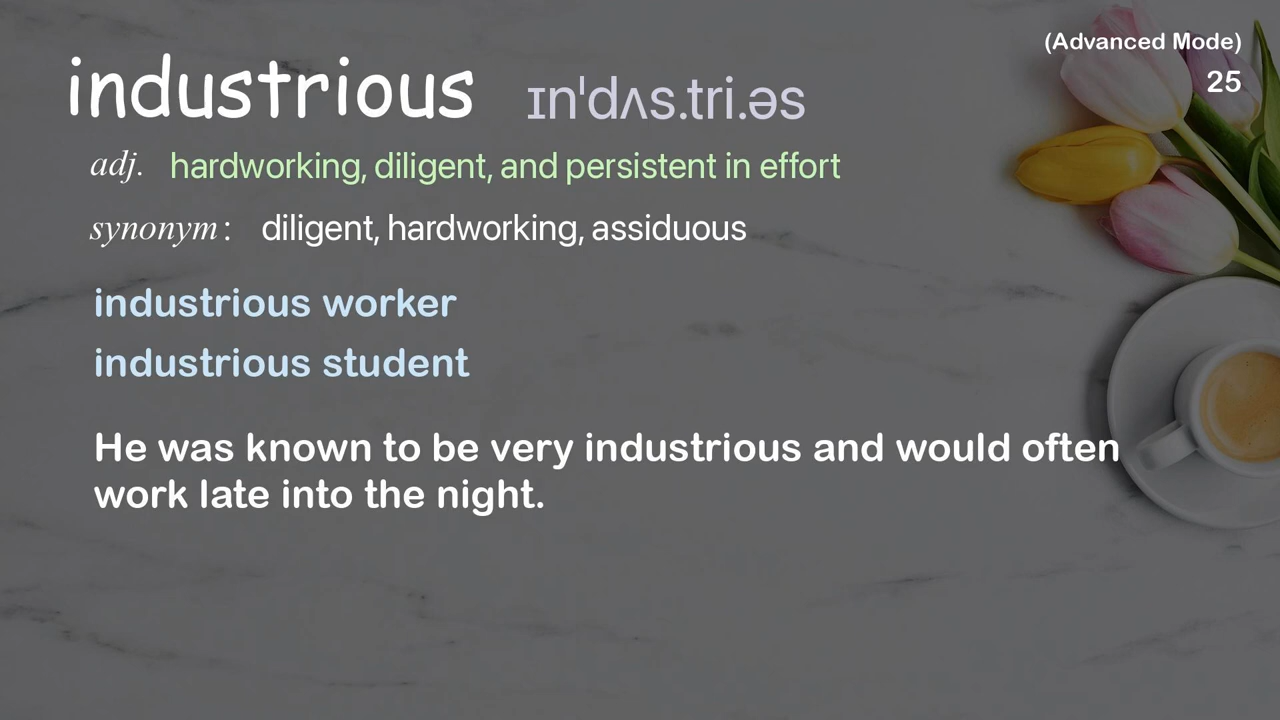 (Advanced Mode)
industrious ɪnˈdʌs.tri.əs
25
adj. hardworking, diligent, and persistent in effort
synonym : diligent, hardworking, assiduous
industrious worker
industrious student
He was known to be very industrious and would often
work late into the night.